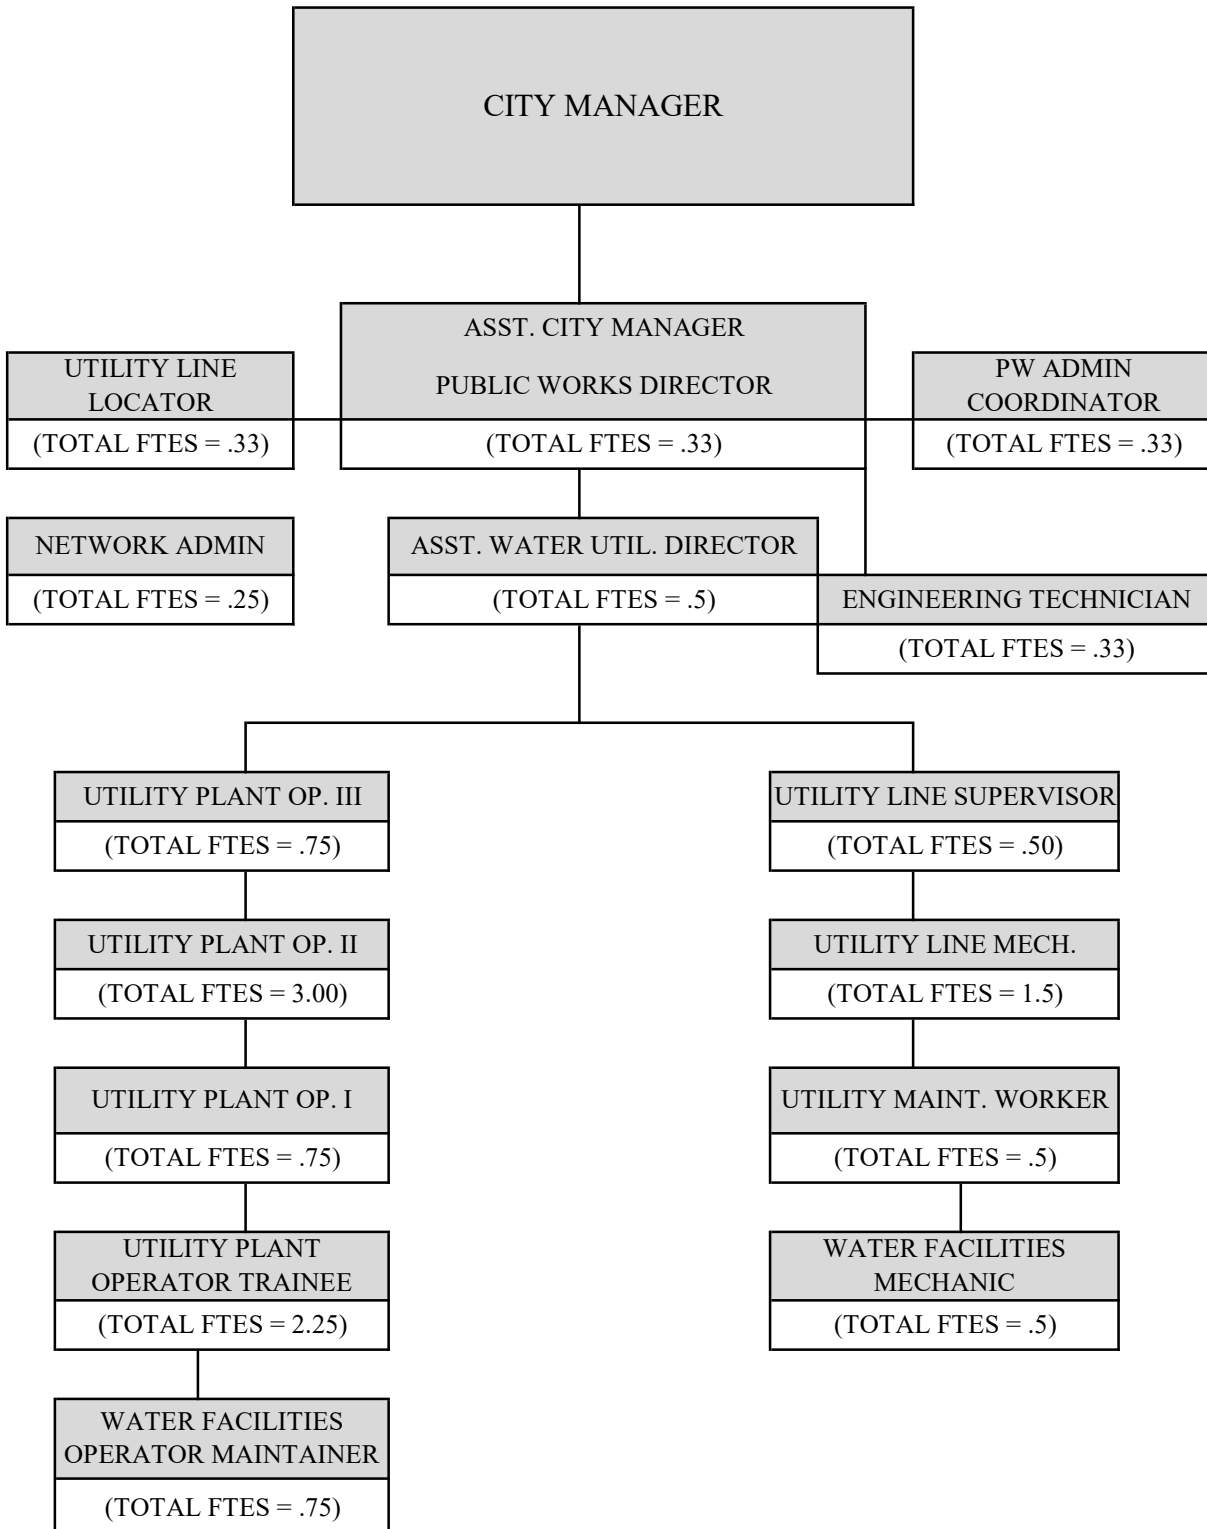 CITY MANAGER
ASST. CITY MANAGER
PUBLIC WORKS DIRECTOR
(TOTAL FTES = .33)
UTILITY LINE
LOCATOR
(TOTAL FTES = .33)
PW ADMIN
COORDINATOR
(TOTAL FTES = .33)
NETWORK ADMIN
(TOTAL FTES = .25)
ASST. WATER UTIL. DIRECTOR
(TOTAL FTES = .5)
ENGINEERING TECHNICIAN
(TOTAL FTES = .33)
UTILITY PLANT OP. III
(TOTAL FTES = .75)
UTILITY PLANT OP. II
(TOTAL FTES = 3.00)
UTILITY PLANT OP. I
(TOTAL FTES = .75)
UTILITY PLANT
OPERATOR TRAINEE
(TOTAL FTES = 2.25)
WATER FACILITIES
OPERATOR MAINTAINER
(TOTAL FTES = .75)
UTILITY LINE SUPERVISOR
(TOTAL FTES = .50)
UTILITY LINE MECH.
(TOTAL FTES = 1.5)
UTILITY MAINT. WORKER
(TOTAL FTES = .5)
WATER FACILITIES
MECHANIC
(TOTAL FTES = .5)